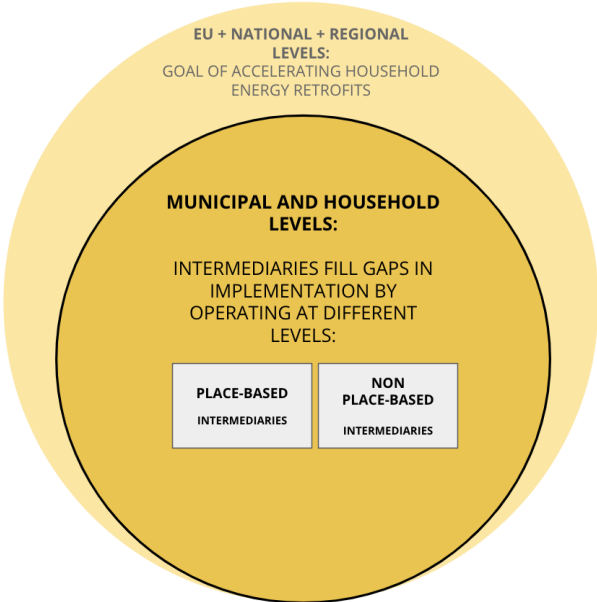 EU + NATIONAL + REGIONAL
LEVELS:
GOAL OF ACCELERATING HOUSEHOLD
ENERGY RETROFITS
MUNICIPAL AND HOUSEHOLD
LEVELS:
INTERMEDIARIES FILL GAPS IN
IMPLEMENTATION BY
OPERATING AT DIFFERENT
LEVELS:
PLACE-BASED
INTERMEDIARIES
NON
PLACE-BASED
INTERMEDIARIES